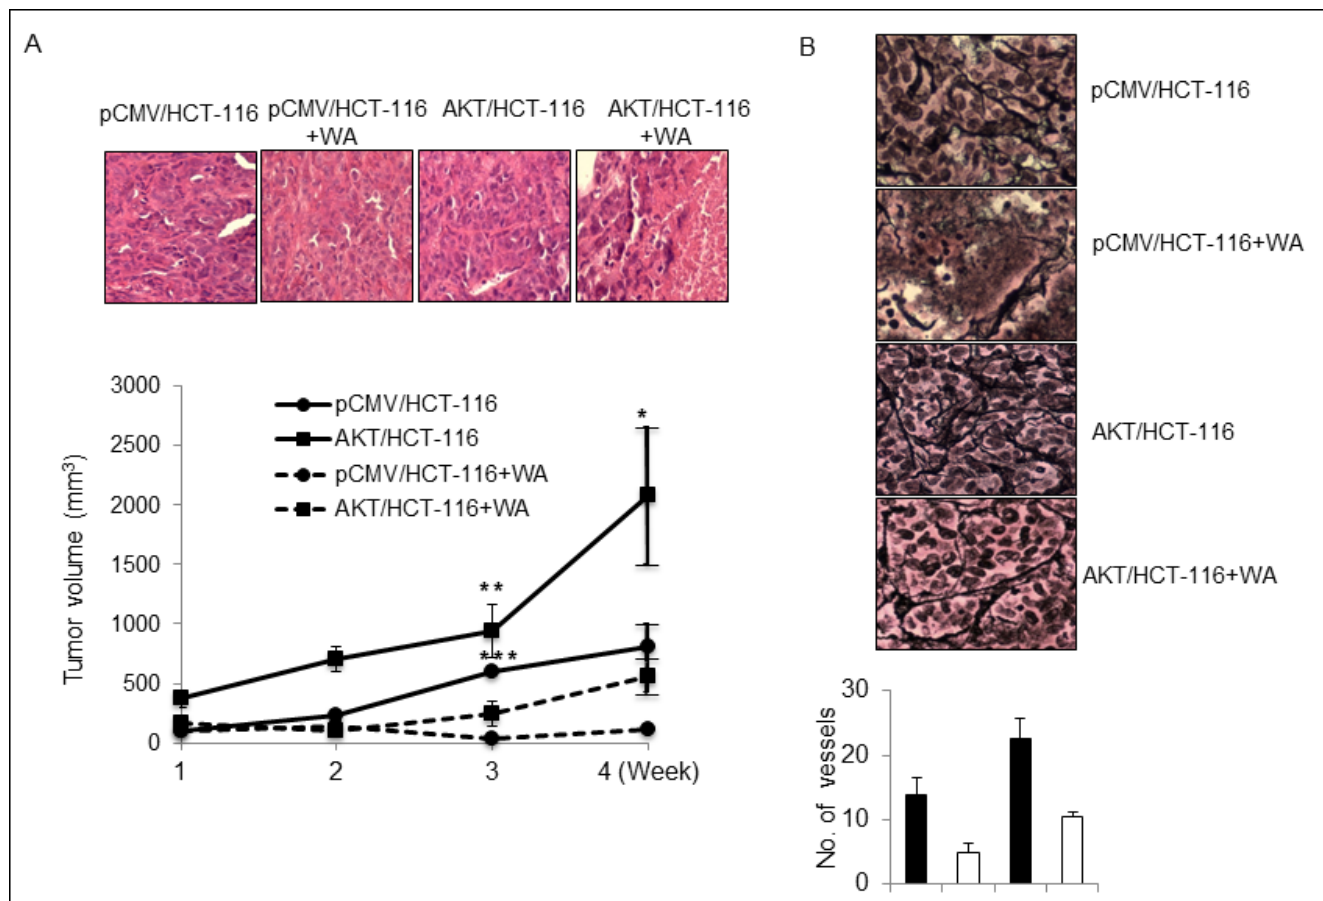 A
pCMV/HCT-116
pCMV/HCT-116
+WA
AKT/HCT-116
AKT/HCT-116
+WA
3000
2500
2000
1500
1000
500
0
Tumor volume (mm³)
pCMV/HCT-116
AKT/HCT-116
pCMV/HCT-116+WA
AKT/HCT-116+WA
*
**
***
1
2
3
4 (Week)
B
pCMV/HCT-116
pCMV/HCT-116+WA
AKT/HCT-116
AKT/HCT-116+WA
30
20
10
0
No. of vessels